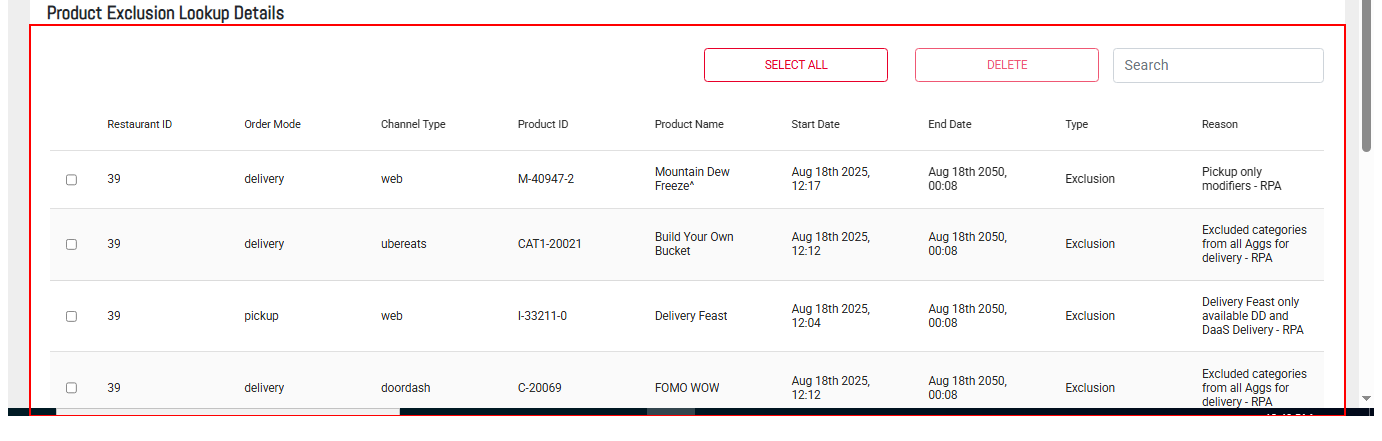 Product Exclusion Lookup Details
SELECT ALL DELETE Search
Restaurant ID Order Mode Channel Type Product ID Product Name Start Date End Date Type Reason
39 delivery web M-40947-2 Mountain Dew Freeze^ Aug 18th 2025, 12:17 Aug 18th 2050, 00:08 Exclusion Pickup only modifiers - RPA
39 delivery ubereats CAT1-20021 Build Your Own Bucket Aug 18th 2025, 12:12 Aug 18th 2050, 00:08 Exclusion Excluded categories from all Aggs for delivery - RPA
39 pickup web I-33211-0 Delivery Feast Aug 18th 2025, 12:04 Aug 18th 2050, 00:08 Exclusion Delivery Feast only available DD and DaaS Delivery - RPA
39 delivery doordash C-20069 FOMO WOW Aug 18th 2025, 12:12 Aug 18th 2050, 00:08 Exclusion Excluded categories from all Aggs for delivery - RPA